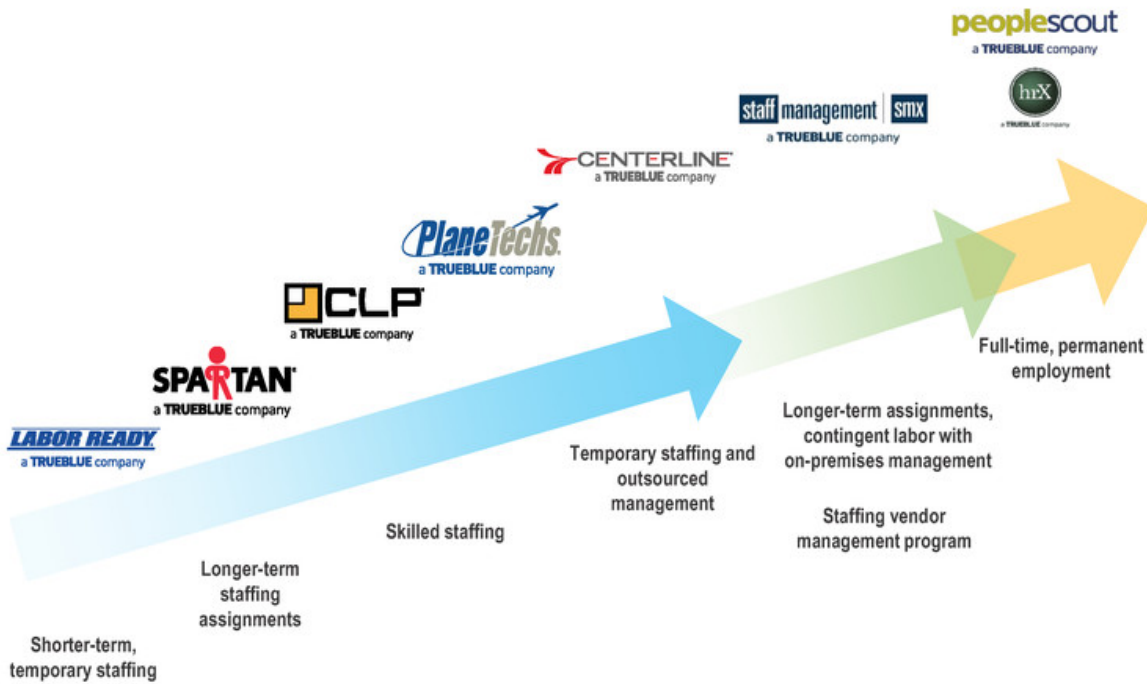 peoplescout
a TRUEBLUE company
hrX
a TRUEBLUE company
staff management | smx
a TRUEBLUE company
CENTERLINE®
a TRUEBLUE company
PlaneTechs®
a TRUEBLUE company
CLP®
a TRUEBLUE company
SPARTAN®
a TRUEBLUE company
LABOR READY®
a TRUEBLUE company
Full-time, permanent
employment
Longer-term assignments,
contingent labor with
on-premises management
Staffing vendor
management program
Temporary staffing and
outsourced
management
Skilled staffing
Longer-term
staffing
assignments
Shorter-term,
temporary staffing